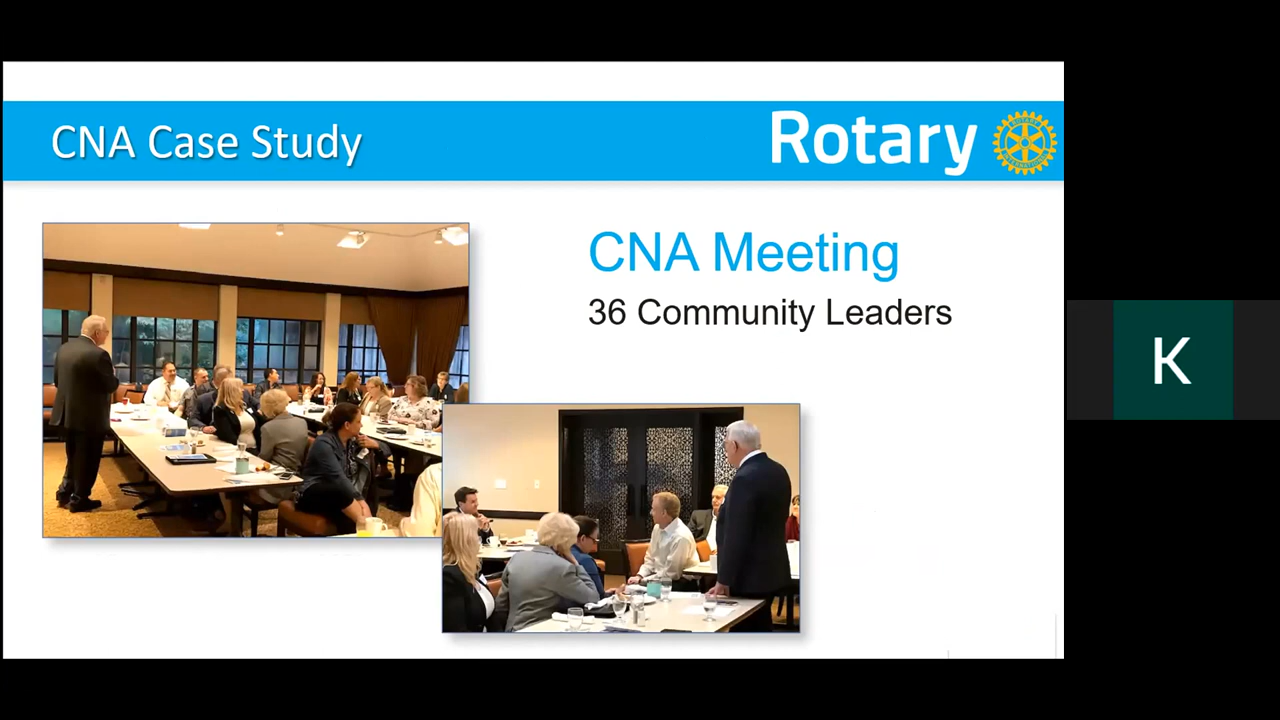 CNA Case Study
Rotary
CNA Meeting
36 Community Leaders
K